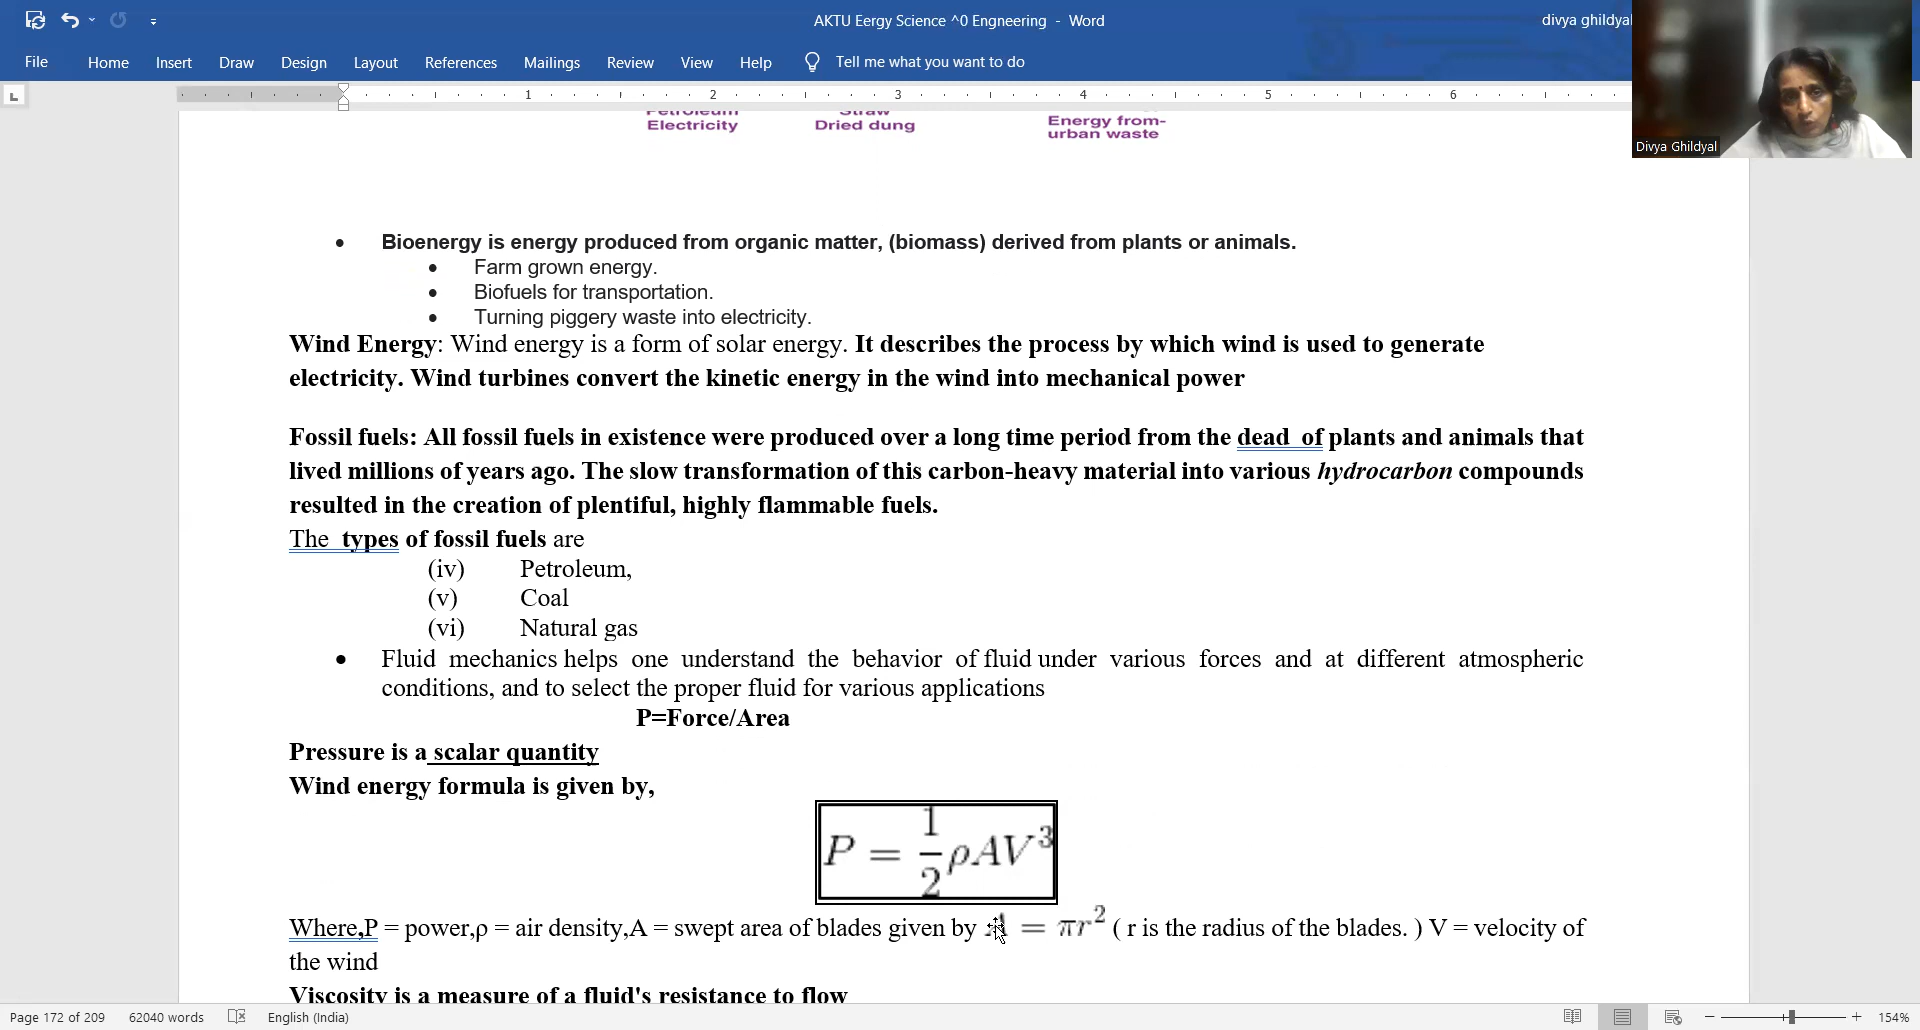 AKTU Eergy Science ^0 Engneering - Word
divya ghildyal
File Home Insert Draw Design Layout References Mailings Review View Help Tell me what you want to do
1 2 3 4 5 6
Divya Ghildyal
Petroleum Straw
Electricity Dried dung Energy from-
urban waste
• Bioenergy is energy produced from organic matter, (biomass) derived from plants or animals.
• Farm grown energy.
• Biofuels for transportation.
• Turning piggery waste into electricity.
Wind Energy: Wind energy is a form of solar energy. It describes the process by which wind is used to generate
electricity. Wind turbines convert the kinetic energy in the wind into mechanical power
Fossil fuels: All fossil fuels in existence were produced over a long time period from the dead of plants and animals that
lived millions of years ago. The slow transformation of this carbon-heavy material into various hydrocarbon compounds
resulted in the creation of plentiful, highly flammable fuels.
The types of fossil fuels are
(iv) Petroleum,
(v) Coal
(vi) Natural gas
• Fluid mechanics helps one understand the behavior of fluid under various forces and at different atmospheric
conditions, and to select the proper fluid for various applications
P=Force/Area
Pressure is a scalar quantity
Wind energy formula is given by,
P = 1/2 ρAV³
Where,P = power,ρ = air density,A = swept area of blades given by A = πr² ( r is the radius of the blades. ) V = velocity of
the wind
Viscosity is a measure of a fluid's resistance to flow
Page 172 of 209 62040 words English (India) 154%